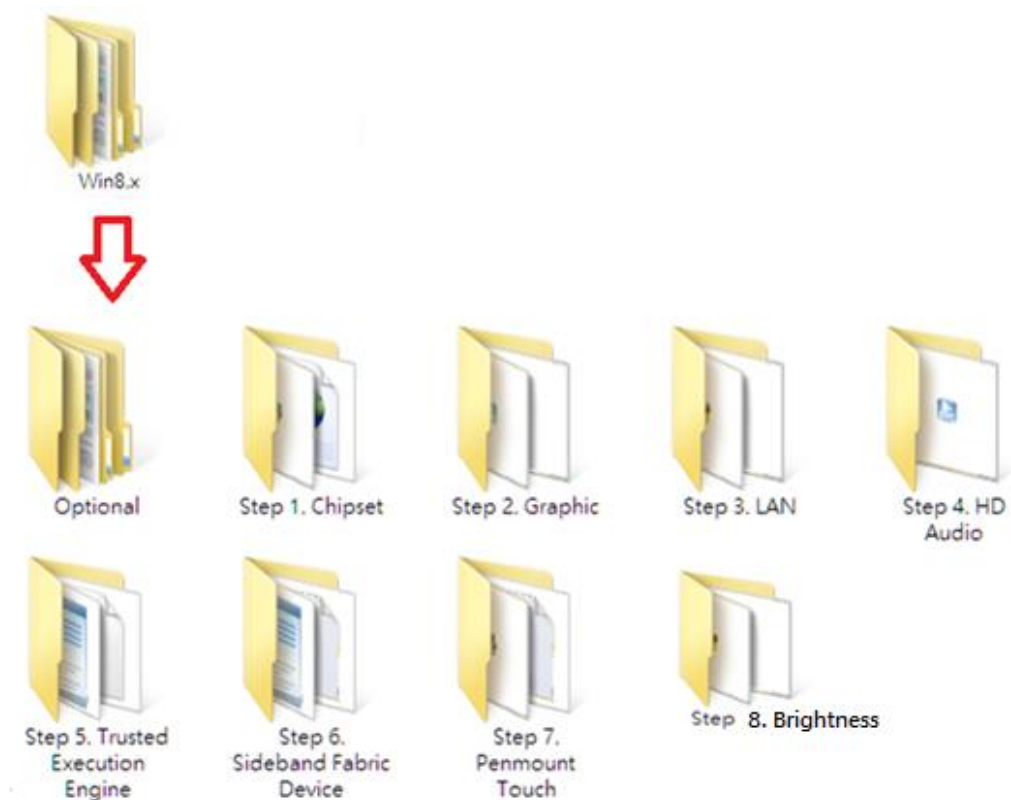 Win8.x
Optional
Step 1. Chipset
Step 2. Graphic
Step 3. LAN
Step 4. HD
Audio
Step 5. Trusted
Execution
Engine
Step 6.
Sideband Fabric
Device
Step 7.
Penmount
Touch
Step 8. Brightness